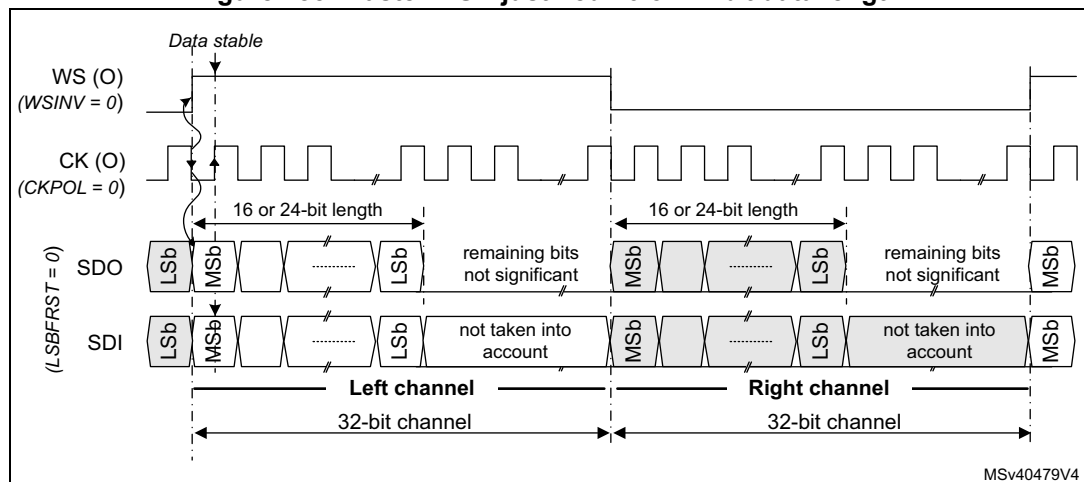 Data stable
WS (O)
(WSINV = 0)
CK (O)
(CKPOL = 0)
16 or 24-bit length
16 or 24-bit length
(LSBFRST = 0)
SDO
LSb
MSb
LSb
remaining bits
not significant
MSb
LSb
remaining bits
not significant
MSb
SDI
LSb
MSb
LSb
not taken into
account
MSb
LSb
not taken into
account
MSb
Left channel
Right channel
32-bit channel
32-bit channel
MSv40479V4